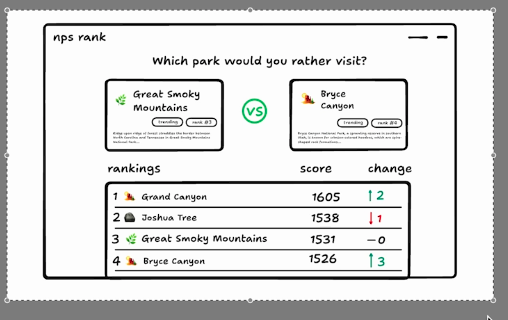 nps rank
Which park would you rather visit?
Great Smoky
Mountains
trending
rank #3
VS
Bryce
Canyon
trending
rank #4
rankings score change
1 Grand Canyon 1605 ↑2
2 Joshua Tree 1538 ↓1
3 Great Smoky Mountains 1531 –0
4 Bryce Canyon 1526 ↑3